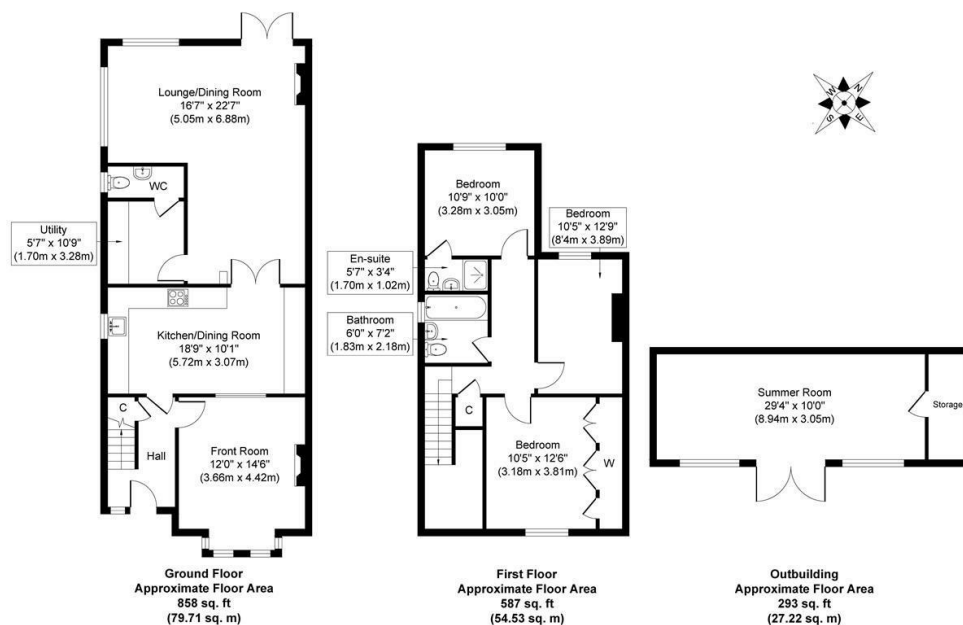 Lounge/Dining Room
16'7" x 22'7"
(5.05m x 6.88m)
WC
Utility
5'7" x 10'9"
(1.70m x 3.28m)
Kitchen/Dining Room
18'9" x 10'1"
(5.72m x 3.07m)
C
Hall
Front Room
12'0" x 14'6"
(3.66m x 4.42m)
Ground Floor
Approximate Floor Area
858 sq. ft
(79.71 sq. m)
Bedroom
10'9" x 10'0"
(3.28m x 3.05m)
Bedroom
10'5" x 12'9"
(8'4m x 3.89m)
En-suite
5'7" x 3'4"
(1.70m x 1.02m)
Bathroom
6'0" x 7'2"
(1.83m x 2.18m)
C
Bedroom
10'5" x 12'6"
(3.18m x 3.81m)
W
First Floor
Approximate Floor Area
587 sq. ft
(54.53 sq. m)
W N
S E
Summer Room
29'4" x 10'0"
(8.94m x 3.05m)
Storage
Outbuilding
Approximate Floor Area
293 sq. ft
(27.22 sq. m)